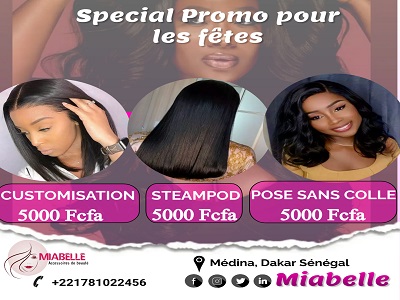 Special Promo pour
les fêtes
CUSTOMISATION
5000 Fcfa
STEAMPOD
5000 Fcfa
POSE SANS COLLE
5000 Fcfa
MIABELLE
Accessoires de beauté
+221781022456
Médina, Dakar Sénégal
Miabelle